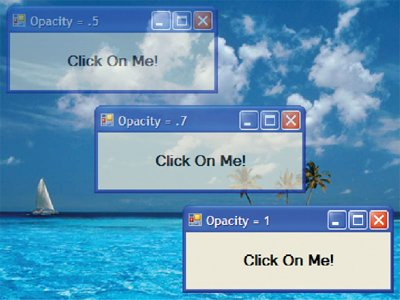 Opacity = .5
Click On Me!
Opacity = .7
Click On Me!
Opacity = 1
Click On Me!